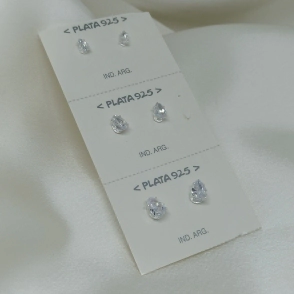 < PLATA 925 >
IND. ARG.
< PLATA 925 >
IND. ARG.
< PLATA 925 >
IND. ARG.